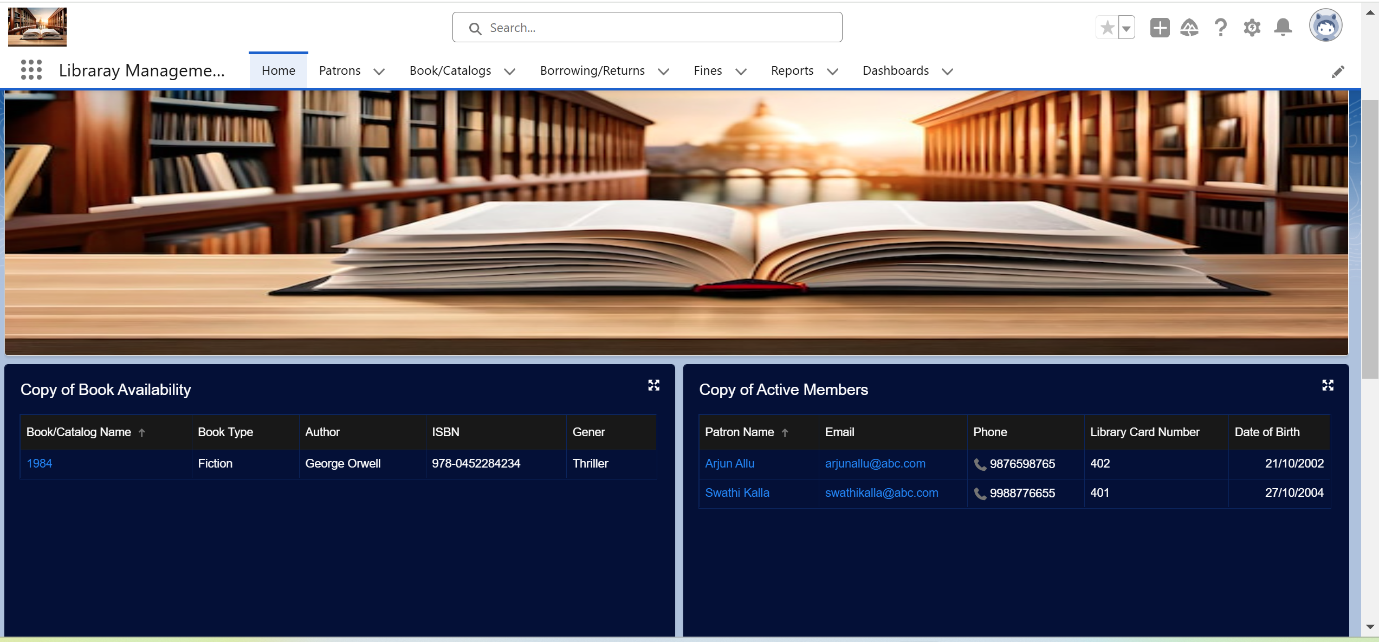 Search...
Libraray Manageme... Home Patrons Book/Catalogs Borrowing/Returns Fines Reports Dashboards
Copy of Book Availability
Book/Catalog Name Book Type Author ISBN Gener
1984 Fiction George Orwell 978-0452284234 Thriller
Copy of Active Members
Patron Name Email Phone Library Card Number Date of Birth
Arjun Allu arjunallu@abc.com 9876598765 402 21/10/2002
Swathi Kalla swathikalla@abc.com 9988776655 401 27/10/2004